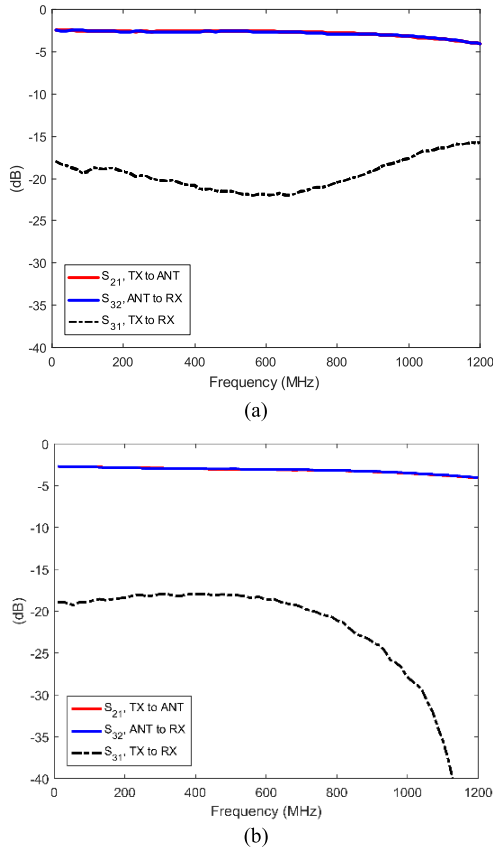 0
-5
-10
-15
-20
-25
-30
-35
-40
(dB)
S21, TX to ANT
S32, ANT to RX
S31, TX to RX
0 200 400 600 800 1000 1200
Frequency (MHz)
(a)
0
-5
-10
-15
-20
-25
-30
-35
-40
(dB)
S21, TX to ANT
S32, ANT to RX
S31, TX to RX
0 200 400 600 800 1000 1200
Frequency (MHz)
(b)